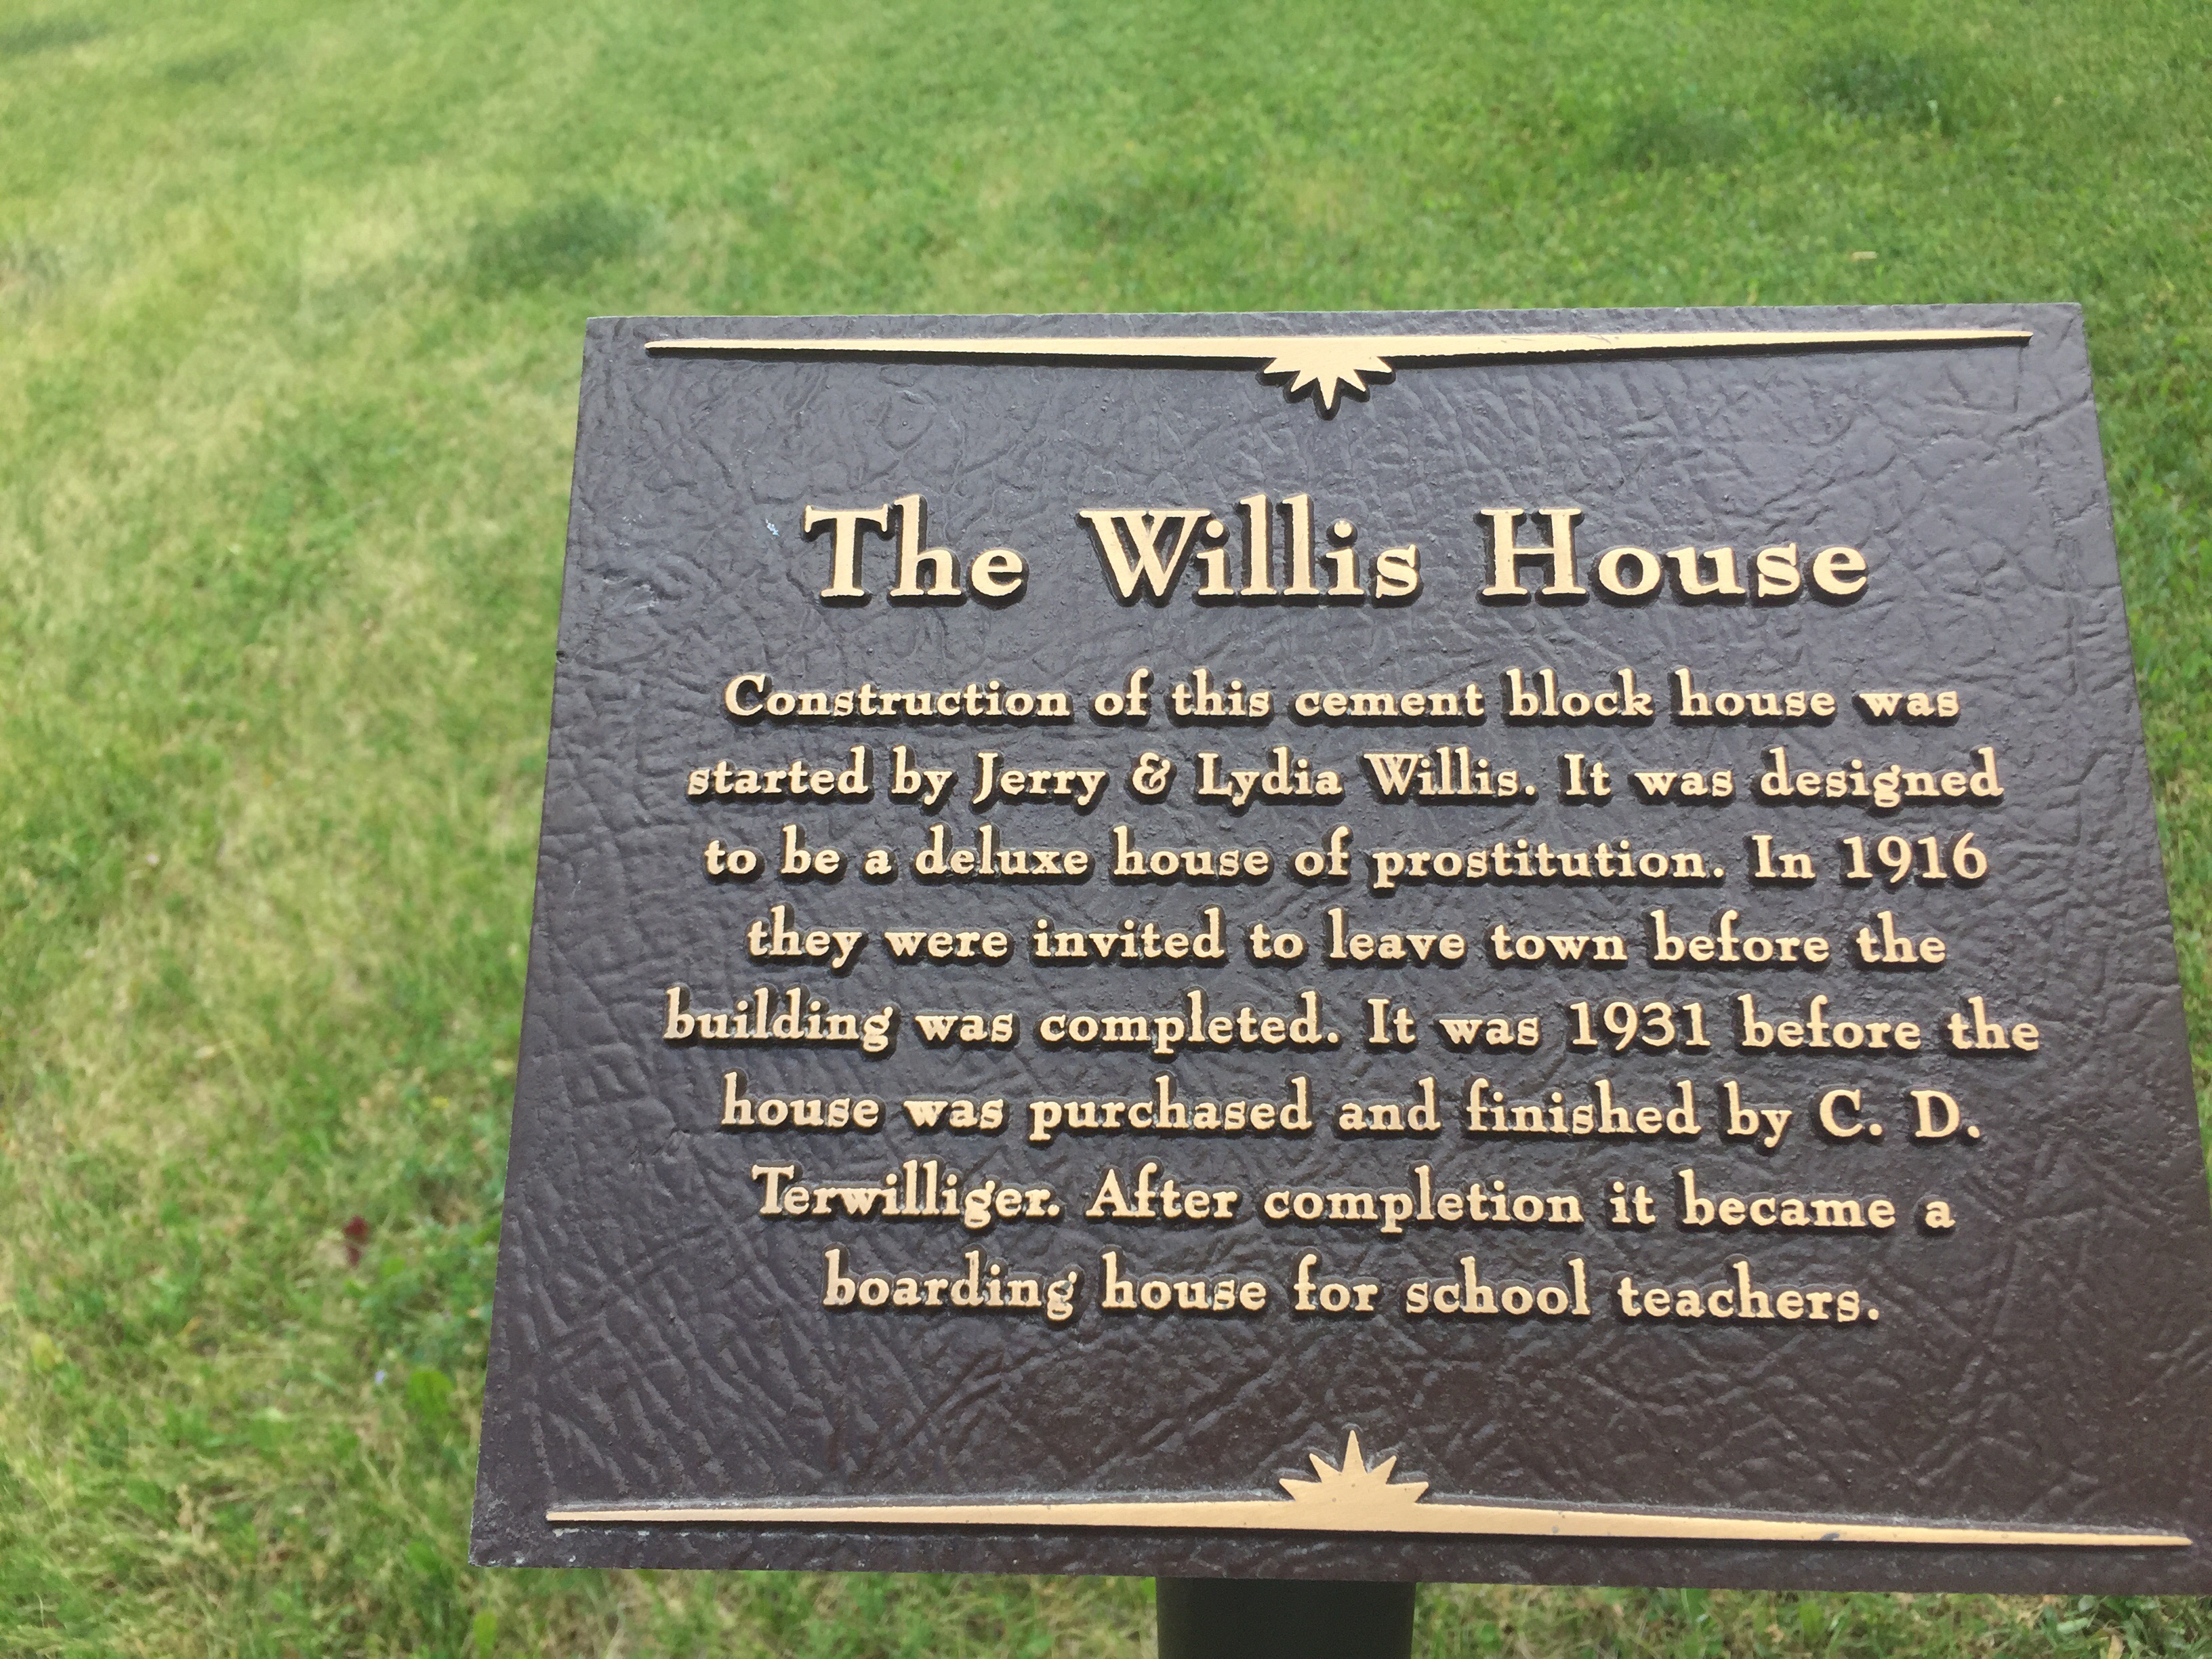 The Willis House
Construction of this cement block house was
started by Jerry & Lydia Willis. It was designed
to be a deluxe house of prostitution. In 1916
they were invited to leave town before the
building was completed. It was 1931 before the
house was purchased and finished by C. D.
Terwilliger. After completion it became a
boarding house for school teachers.